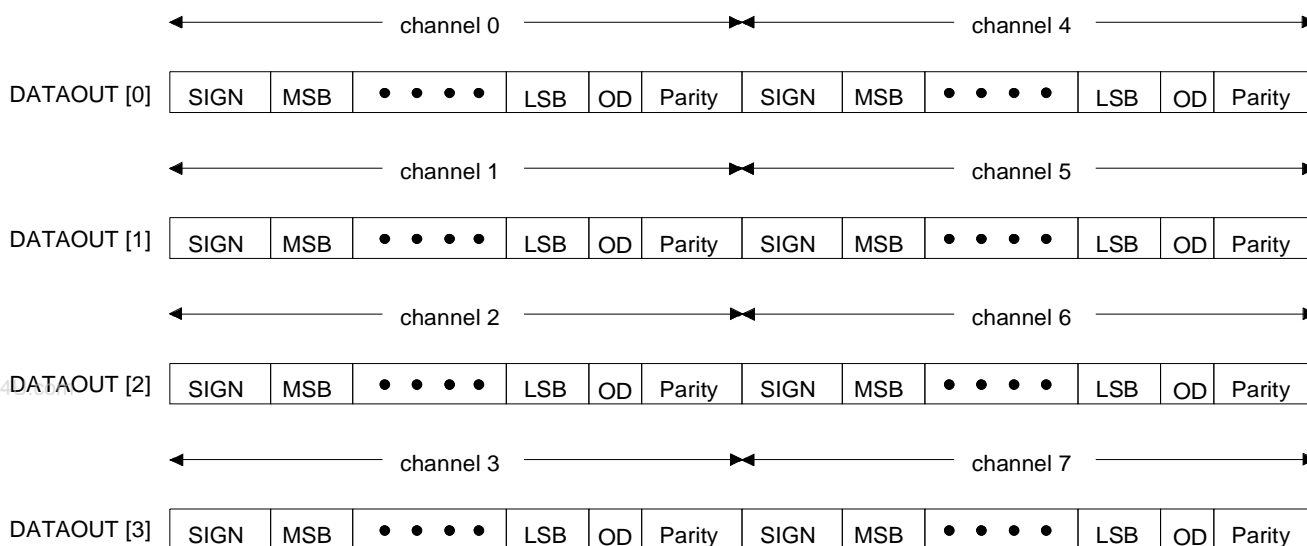 channel 0 channel 4
DATAOUT [0] SIGN MSB • • • • LSB OD Parity SIGN MSB • • • • LSB OD Parity
channel 1 channel 5
DATAOUT [1] SIGN MSB • • • • LSB OD Parity SIGN MSB • • • • LSB OD Parity
channel 2 channel 6
DATAOUT [2] SIGN MSB • • • • LSB OD Parity SIGN MSB • • • • LSB OD Parity
channel 3 channel 7
DATAOUT [3] SIGN MSB • • • • LSB OD Parity SIGN MSB • • • • LSB OD Parity